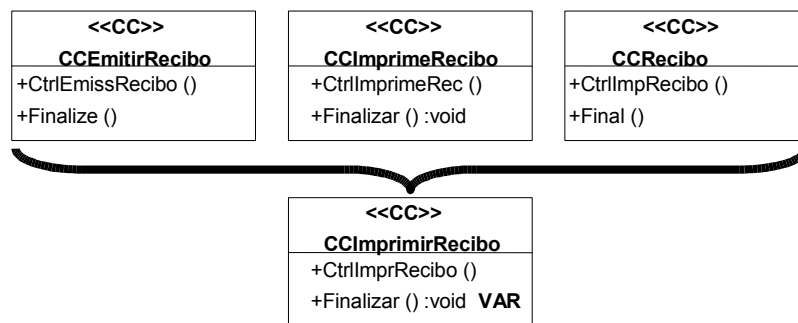 <<CC>>
CCEmitirRecibo
+CtrlEmissRecibo ()
+Finalize ()
<<CC>>
CCImprimeRecibo
+CtrlImprimeRec ()
+Finalizar () :void
<<CC>>
CCRecibo
+CtrlImpRecibo ()
+Final ()
<<CC>>
CCImprimirRecibo
+CtrlImprRecibo ()
+Finalizar () :void VAR